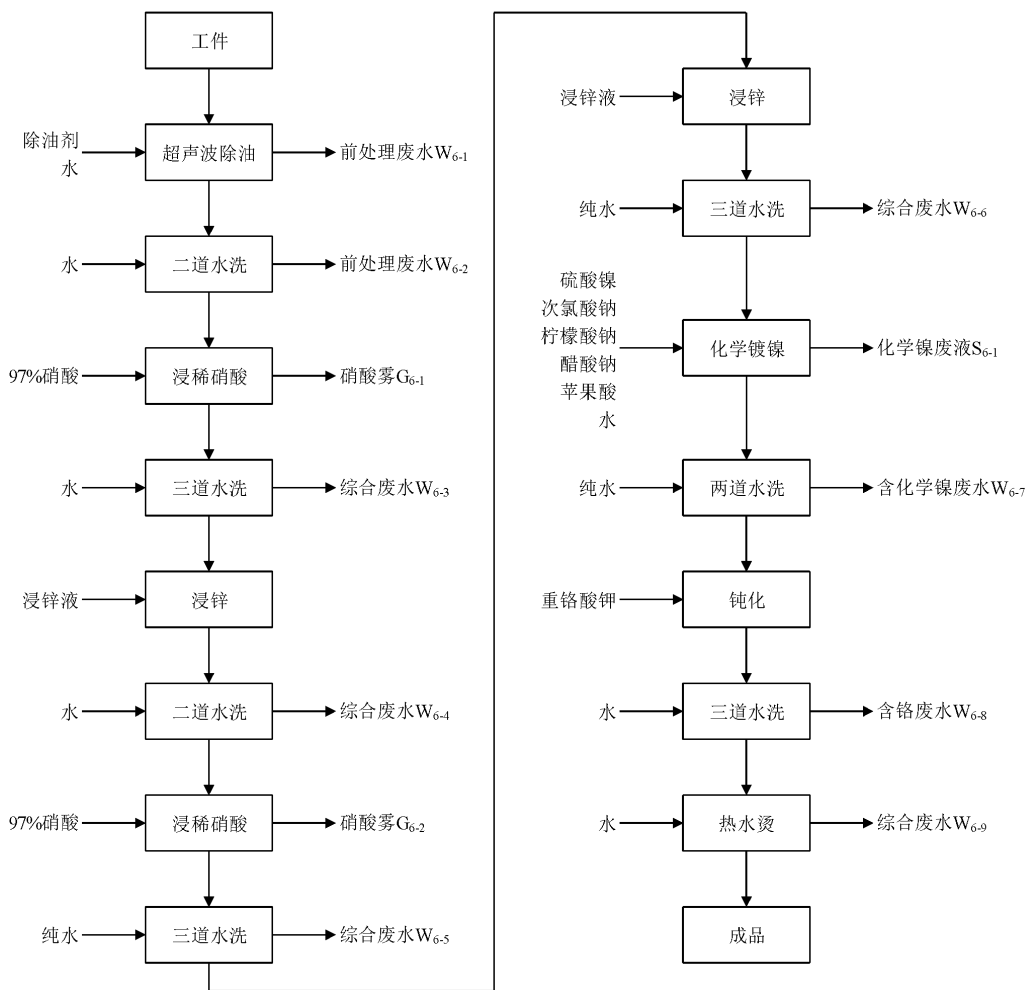 工件
除油剂
水
超声波除油
前处理废水W6-1
水
二道水洗
前处理废水W6-2
97%硝酸
浸稀硝酸
硝酸雾G6-1
水
三道水洗
综合废水W6-3
浸锌液
浸锌
水
二道水洗
综合废水W6-4
97%硝酸
浸稀硝酸
硝酸雾G6-2
纯水
三道水洗
综合废水W6-5
浸锌液
浸锌
纯水
三道水洗
综合废水W6-6
硫酸镍
次氯酸钠
柠檬酸钠
醋酸钠
苹果酸
水
化学镀镍
化学镍废液S6-1
纯水
两道水洗
含化学镍废水W6-7
重铬酸钾
钝化
水
三道水洗
含铬废水W6-8
水
热水烫
综合废水W6-9
成品